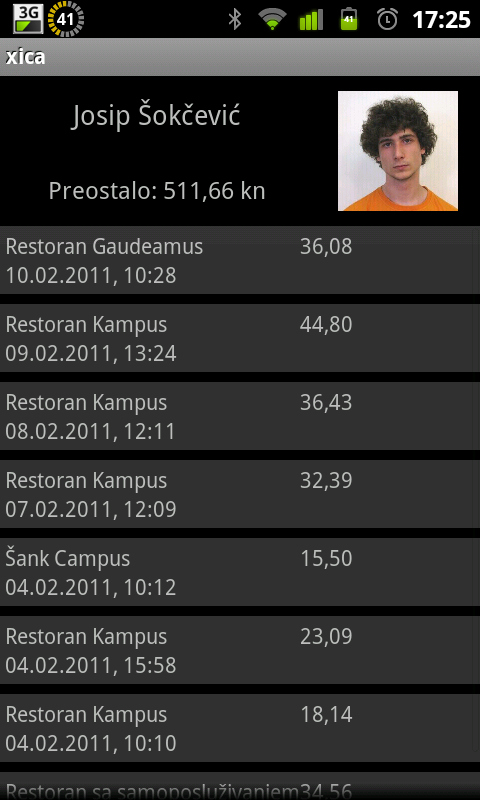 3G 41 41 17:25
xica
Josip Šokčević
Preostalo: 511,66 kn
Restoran Gaudeamus 36,08
10.02.2011, 10:28
Restoran Kampus 44,80
09.02.2011, 13:24
Restoran Kampus 36,43
08.02.2011, 12:11
Restoran Kampus 32,39
07.02.2011, 12:09
Šank Campus 15,50
04.02.2011, 10:12
Restoran Kampus 23,09
04.02.2011, 15:58
Restoran Kampus 18,14
04.02.2011, 10:10
Restoran sa samoposluživanjem 34,56